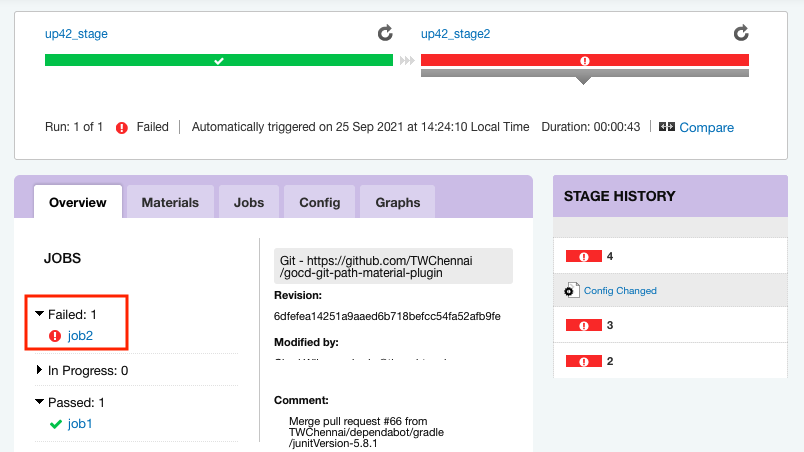 up42_stage
up42_stage2
Run: 1 of 1 Failed Automatically triggered on 25 Sep 2021 at 14:24:10 Local Time Duration: 00:00:43 Compare
Overview Materials Jobs Config Graphs
JOBS
Failed: 1
job2
In Progress: 0
Passed: 1
job1
Git - https://github.com/TWChennai
/gocd-git-path-material-plugin
Revision:
6dfefea14251a9aaed6b718befcc54fa52afb9fe
Modified by:
Comment:
Merge pull request #66 from
TWChennai/dependabot/gradle
/junitVersion-5.8.1
STAGE HISTORY
4
Config Changed
3
2